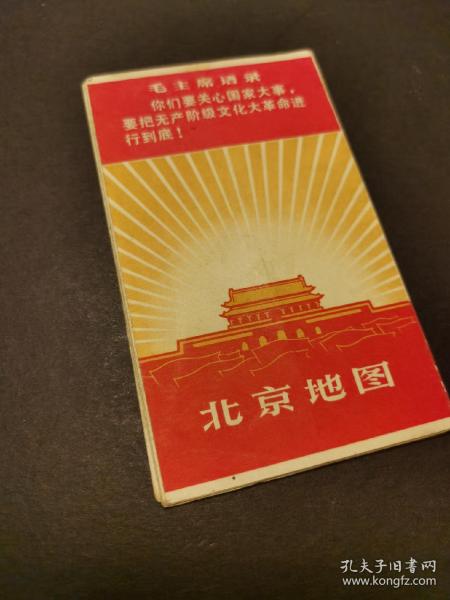 毛主席语录
你们要关心国家大事，
要把无产阶级文化大革命进
行到底！
北京地图
孔夫子旧书网
www.kongfz.com